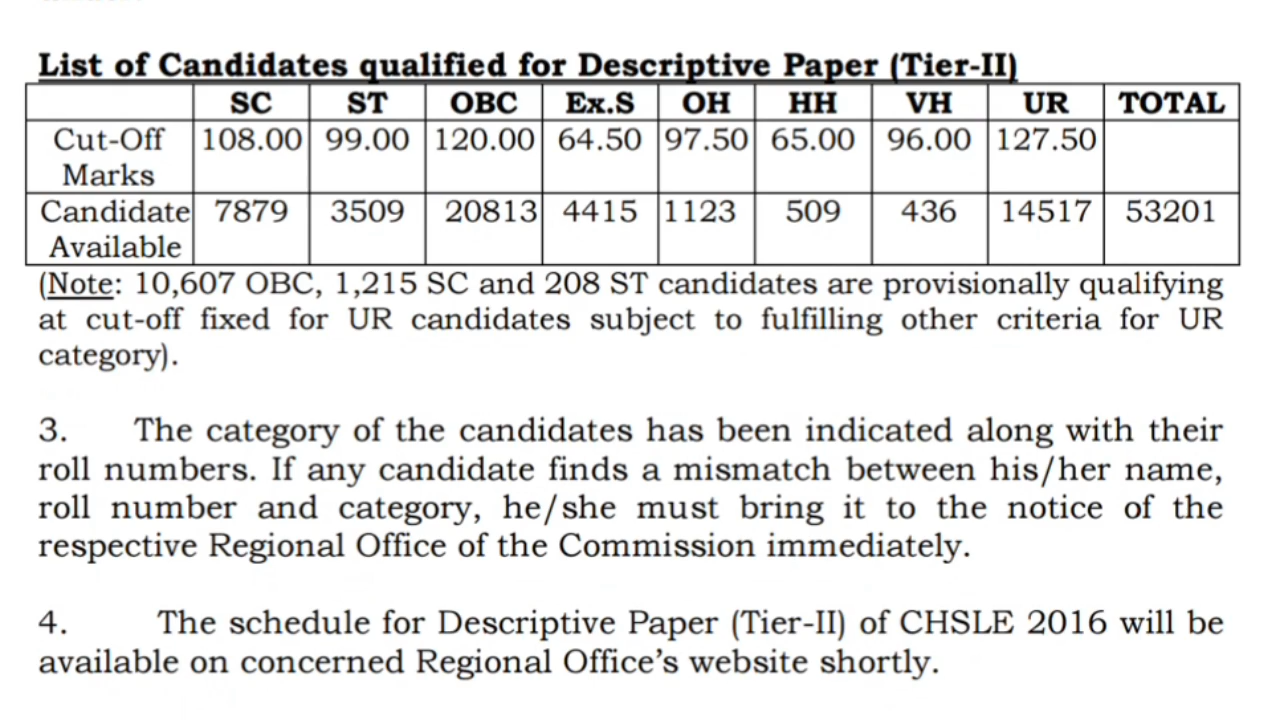 List of Candidates qualified for Descriptive Paper (Tier-II)
SC ST OBC Ex.S OH HH VH UR TOTAL
Cut-Off Marks 108.00 99.00 120.00 64.50 97.50 65.00 96.00 127.50
Candidate Available 7879 3509 20813 4415 1123 509 436 14517 53201
(Note: 10,607 OBC, 1,215 SC and 208 ST candidates are provisionally qualifying
at cut-off fixed for UR candidates subject to fulfilling other criteria for UR
category).
3. The category of the candidates has been indicated along with their
roll numbers. If any candidate finds a mismatch between his/her name,
roll number and category, he/she must bring it to the notice of the
respective Regional Office of the Commission immediately.
4. The schedule for Descriptive Paper (Tier-II) of CHSLE 2016 will be
available on concerned Regional Office's website shortly.